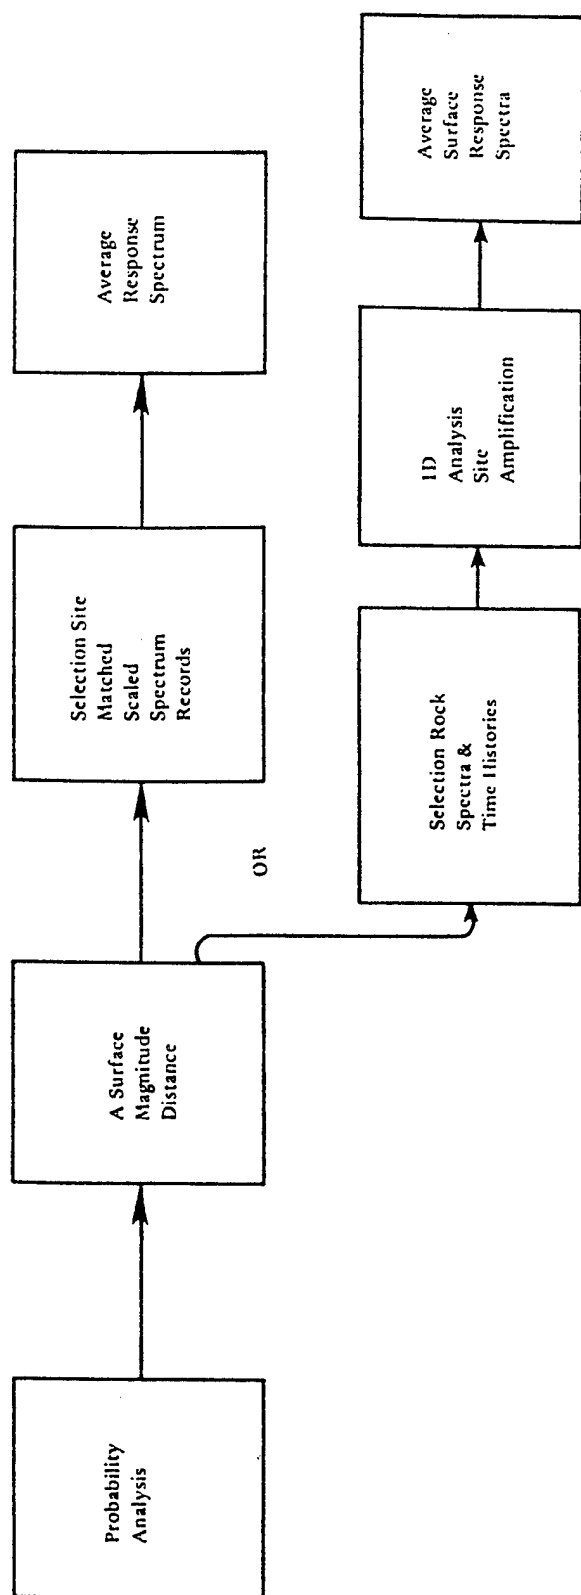 Probability
Analysis
A Surface
Magnitude
Distance
Selection Site
Matched
Scaled
Spectrum
Records
Average
Response
Spectrum
OR
Selection Rock
Spectra &
Time Histories
1D
Analysis
Site
Amplification
Average
Surface
Response
Spectra